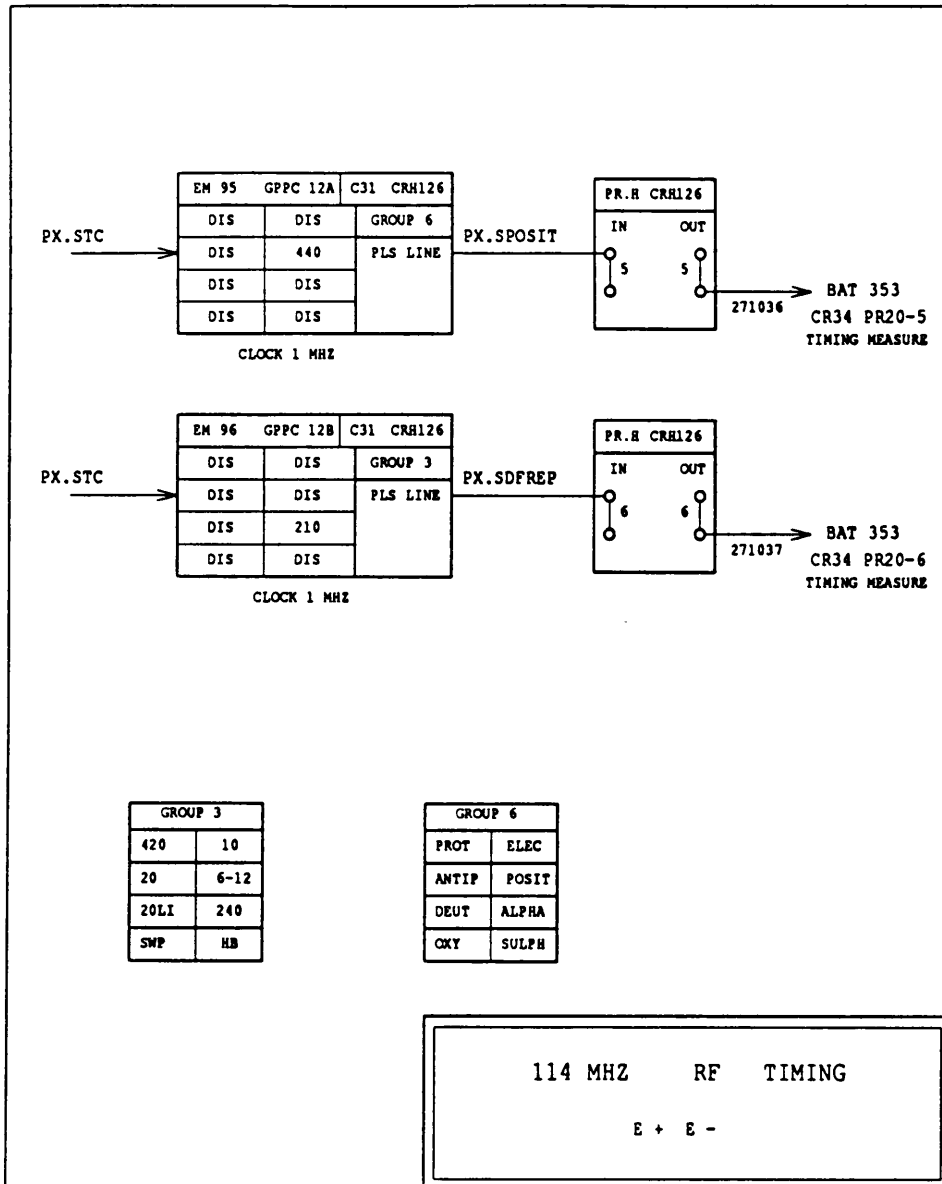 EM 95 GPPC 12A C31 CRH126
DIS DIS GROUP 6
PX.STC DIS 440 PLS LINE PX.SPOSIT
DIS DIS
DIS DIS
CLOCK 1 MHZ
PR.H CRH126
IN OUT
5 5
271036 BAT 353
CR34 PR20-5
TIMING MEASURE
EM 96 GPPC 12B C31 CRH126
DIS DIS GROUP 3
PX.STC DIS DIS PLS LINE PX.SDFREP
DIS 210
DIS DIS
CLOCK 1 MHZ
PR.H CRH126
IN OUT
6 6
271037 BAT 353
CR34 PR20-6
TIMING MEASURE
GROUP 3
420 10
20 6-12
20LI 240
SWP HB
GROUP 6
PROT ELEC
ANTIP POSIT
DEUT ALPHA
OXY SULPH
114 MHZ RF TIMING
E + E -